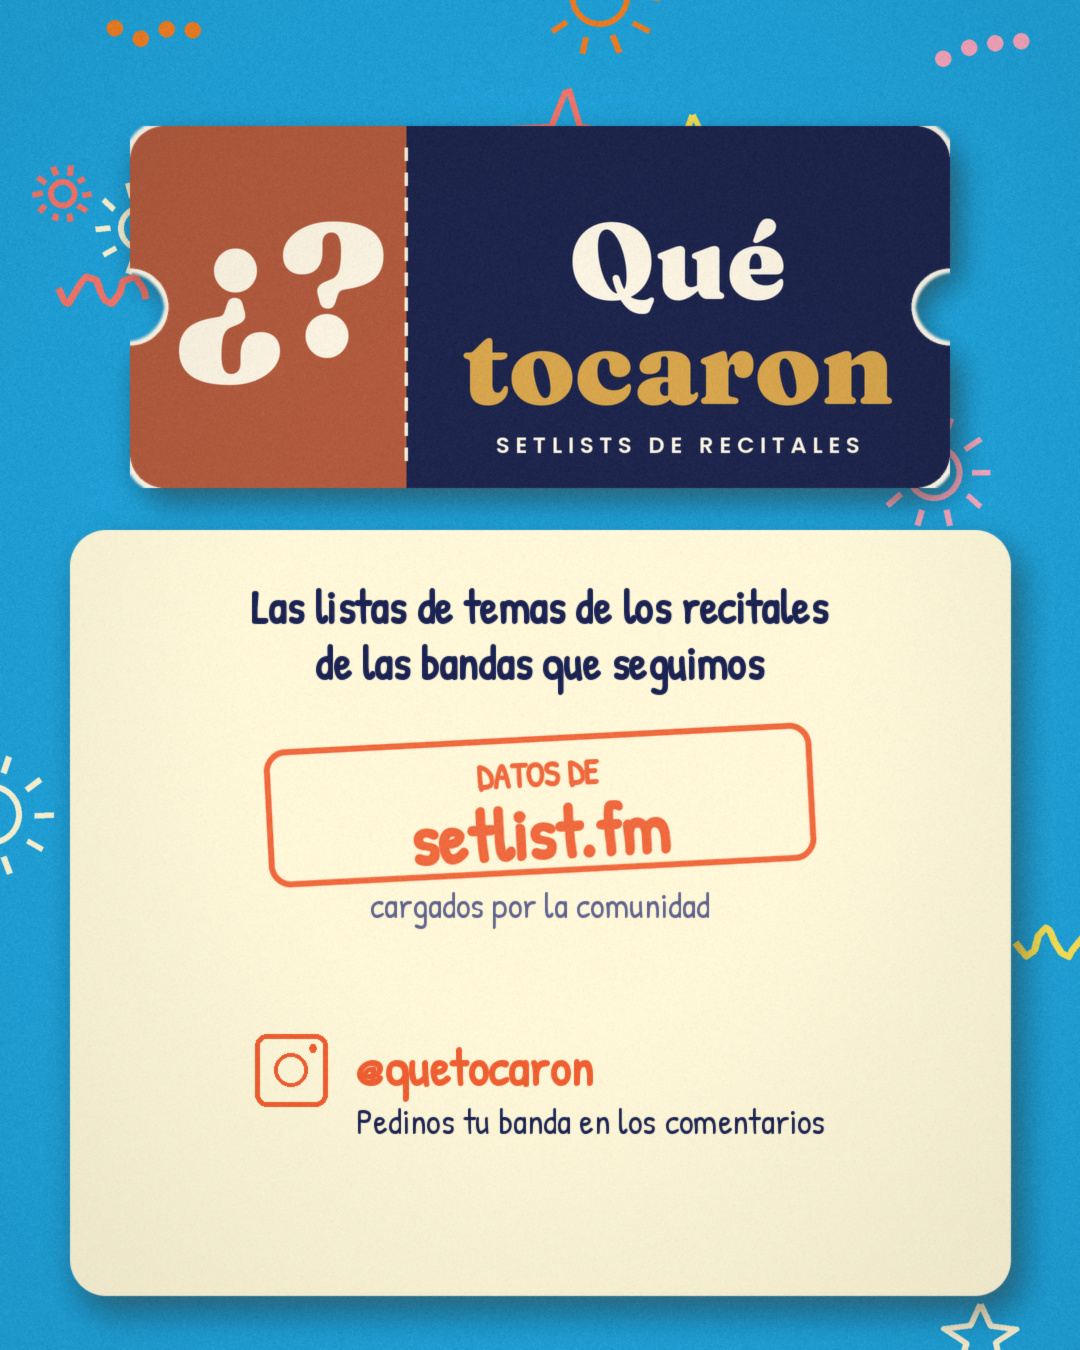 ¿?
Qué
tocaron
SETLISTS DE RECITALES
Las listas de temas de los recitales
de las bandas que seguimos
DATOS DE
setlist.fm
cargados por la comunidad
@quetocaron
Pedinos tu banda en los comentarios